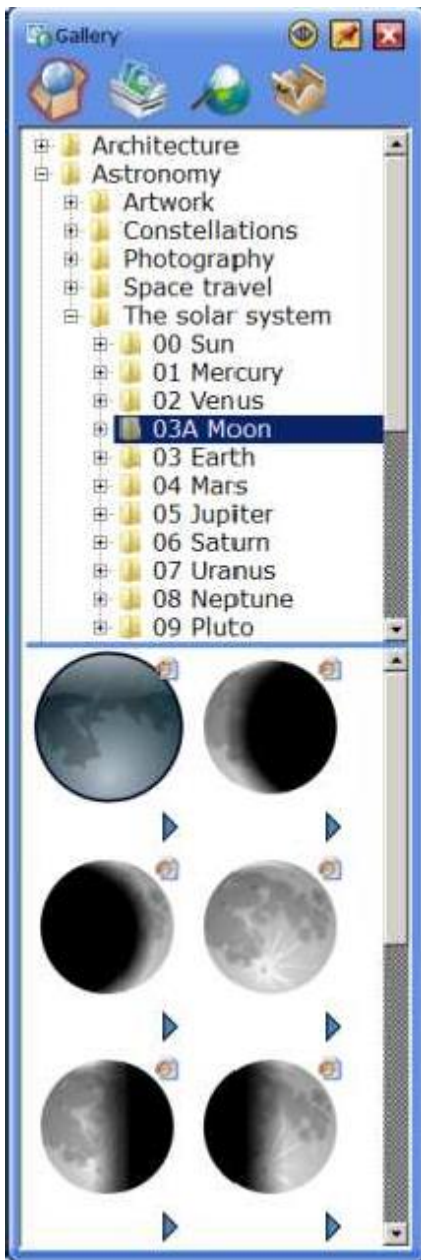 Gallery
Architecture
Astronomy
Artwork
Constellations
Photography
Space travel
The solar system
00 Sun
01 Mercury
02 Venus
03A Moon
03 Earth
04 Mars
05 Jupiter
06 Saturn
07 Uranus
08 Neptune
09 Pluto